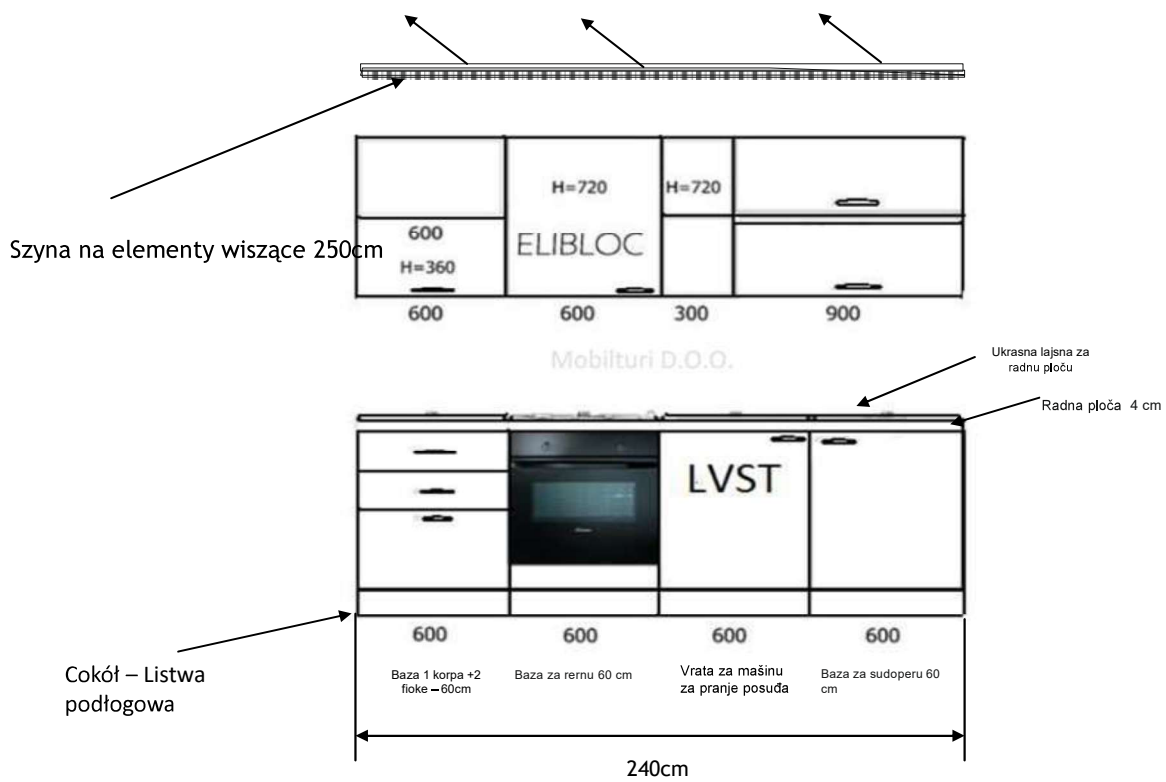 Szyna na elementy wiszące 250cm
H=720
H=720
600
ELIBLOC
H=360
600 600 300 900
Mobilturi D.O.O.
Ukrasna lajsna za
radnu ploču
Radna ploča 4 cm
LVST
600 600 600 600
Cokół – Listwa
podłogowa
Baza 1 korpa +2
fioke – 60cm
Baza za rernu 60 cm
Vrata za mašinu
za pranje posuđa
Baza za sudoperu 60
cm
240cm